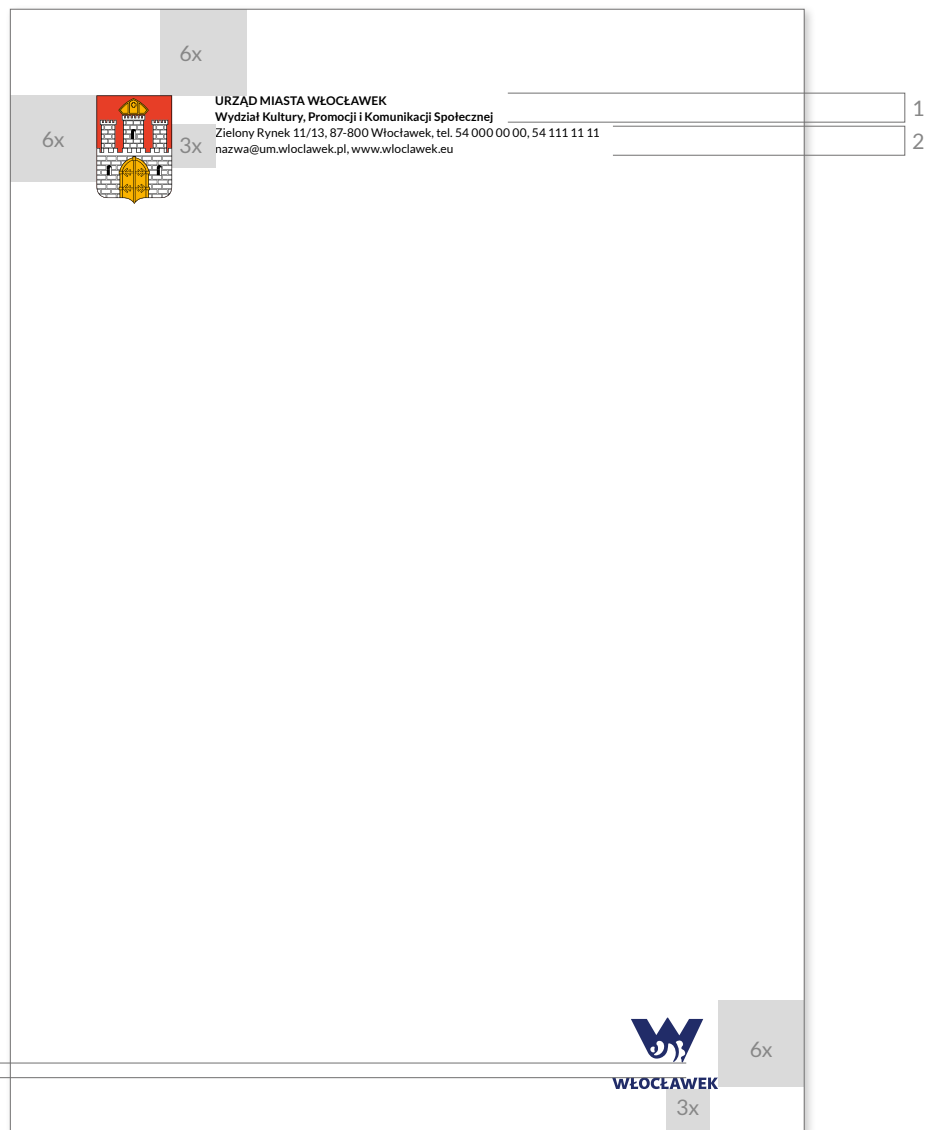 6x
URZĄD MIASTA WŁOCŁAWEK
Wydział Kultury, Promocji i Komunikacji Społecznej
Zielony Rynek 11/13, 87-800 Włocławek, tel. 54 000 00 00, 54 111 11 11
nazwa@um.wloclawek.pl, www.wloclawek.eu
6x
3x
1
2
6x
WŁOCŁAWEK
3x